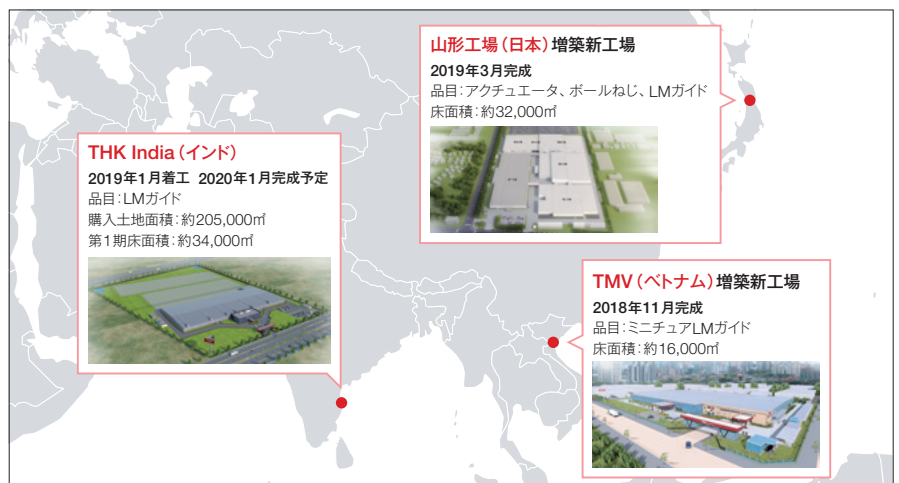 山形工場（日本）増築新工場
2019年3月完成
品目：アクチュエータ、ボールねじ、LMガイド
床面積：約32,000㎡
THK India（インド）
2019年1月着工 2020年1月完成予定
品目：LMガイド
購入土地面積：約205,000㎡
第1期床面積：約34,000㎡
TMV（ベトナム）増築新工場
2018年11月完成
品目：ミニチュアLMガイド
床面積：約16,000㎡